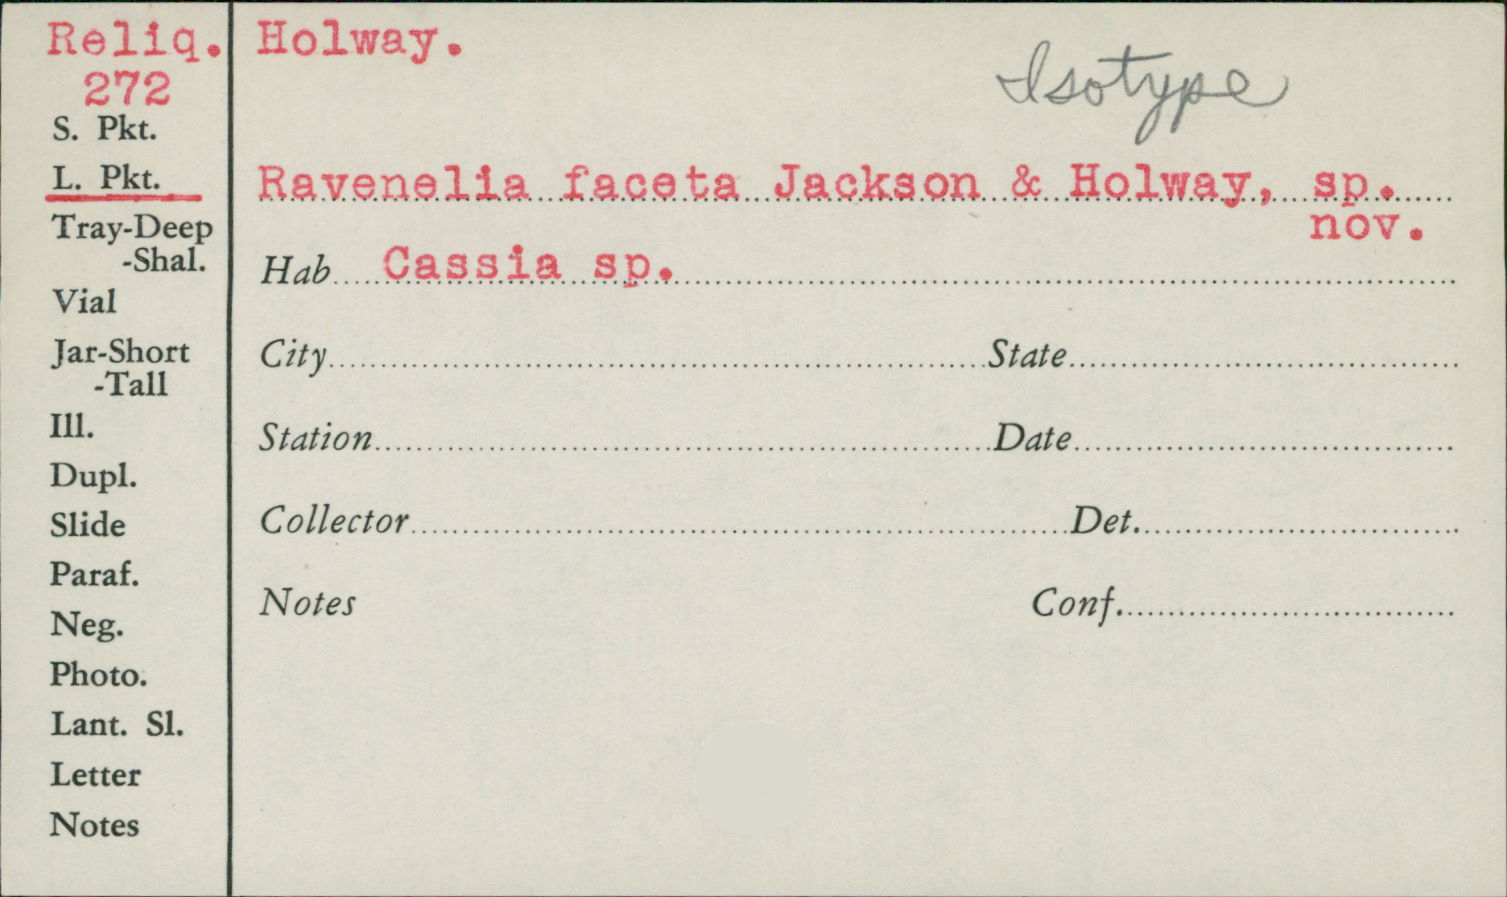 Reliq.
272
S. Pkt.
L. Pkt.
Tray-Deep
-Shal.
Vial
Jar-Short
-Tall
Ill.
Dupl.
Slide
Paraf.
Neg.
Photo.
Lant. Sl.
Letter
Notes
Holway.
Isotype
Ravenelia faceta Jackson & Holway, sp.
nov.
Hab Cassia sp.
City State
Station Date
Collector Det.
Notes Conf.